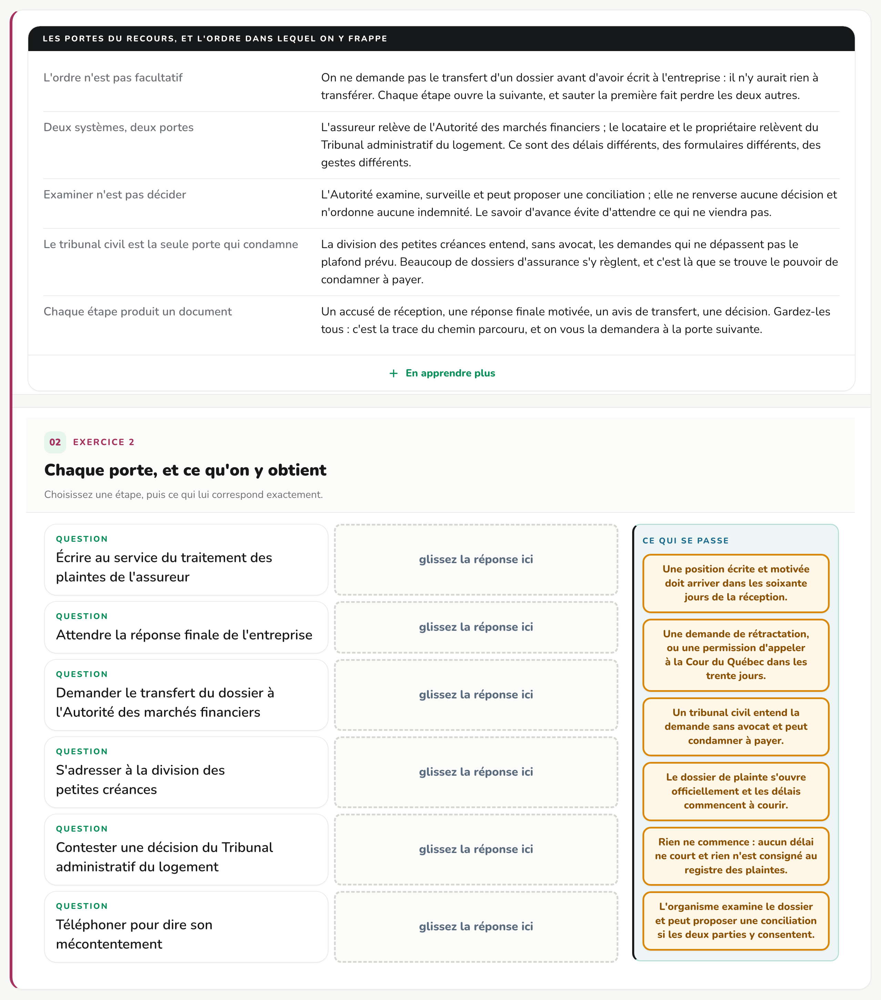 LES PORTES DU RECOURS, ET L'ORDRE DANS LEQUEL ON Y FRAPPE
L'ordre n'est pas facultatif
On ne demande pas le transfert d'un dossier avant d'avoir écrit à l'entreprise : il n'y aurait rien à
transférer. Chaque étape ouvre la suivante, et sauter la première fait perdre les deux autres.
Deux systèmes, deux portes
L'assureur relève de l'Autorité des marchés financiers ; le locataire et le propriétaire relèvent du
Tribunal administratif du logement. Ce sont des délais différents, des formulaires différents, des
gestes différents.
Examiner n'est pas décider
L'Autorité examine, surveille et peut proposer une conciliation ; elle ne renverse aucune décision et
n'ordonne aucune indemnité. Le savoir d'avance évite d'attendre ce qui ne viendra pas.
Le tribunal civil est la seule porte qui condamne
La division des petites créances entend, sans avocat, les demandes qui ne dépassent pas le
plafond prévu. Beaucoup de dossiers d'assurance s'y règlent, et c'est là que se trouve le pouvoir de
condamner à payer.
Chaque étape produit un document
Un accusé de réception, une réponse finale motivée, un avis de transfert, une décision. Gardez-les
tous : c'est la trace du chemin parcouru, et on vous la demandera à la porte suivante.
+ En apprendre plus
02 EXERCICE 2
Chaque porte, et ce qu'on y obtient
Choisissez une étape, puis ce qui lui correspond exactement.
QUESTION
Écrire au service du traitement des
plaintes de l'assureur
glissez la réponse ici
QUESTION
Attendre la réponse finale de l'entreprise
glissez la réponse ici
QUESTION
Demander le transfert du dossier à
l'Autorité des marchés financiers
glissez la réponse ici
QUESTION
S'adresser à la division des
petites créances
glissez la réponse ici
QUESTION
Contester une décision du Tribunal
administratif du logement
glissez la réponse ici
QUESTION
Téléphoner pour dire son
mécontentement
glissez la réponse ici
CE QUI SE PASSE
Une position écrite et motivée
doit arriver dans les soixante
jours de la réception.
Une demande de rétractation,
ou une permission d'appeler
à la Cour du Québec dans les
trente jours.
Un tribunal civil entend la
demande sans avocat et peut
condamner à payer.
Le dossier de plainte s'ouvre
officiellement et les délais
commencent à courir.
Rien ne commence : aucun délai
ne court et rien n'est consigné au
registre des plaintes.
L'organisme examine le dossier
et peut proposer une conciliation
si les deux parties y consentent.